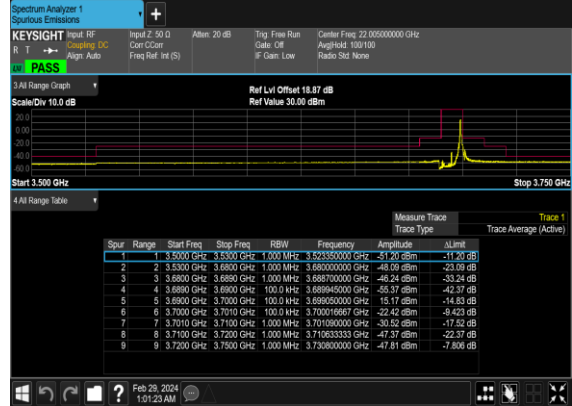 Spectrum Analyzer 1
Spurious Emissions
KEYSIGHT Input: RF Input Z: 50 Ω Atten: 20 dB Trig: Free Run Center Freq: 22.005000000 GHz
R T Coupling: DC Corr CCorr Gate: Off Avg|Hold: 100/100
Align: Auto Freq Ref: Int (S) IF Gain: Low Radio Std: None
LW PASS
3 All Range Graph
Ref Lvl Offset 18.87 dB
Scale/Div 10.0 dB Ref Value 30.00 dBm
20.0
0.00
-20.0
-40.0
-60.0
Start 3.500 GHz Stop 3.750 GHz
4 All Range Table
Measure Trace Trace 1
Trace Type Trace Average (Active)
Spur Range Start Freq Stop Freq RBW Frequency Amplitude ΔLimit
1 1 3.5000 GHz 3.5300 GHz 1.000 MHz 3.523350000 GHz -51.20 dBm -11.20 dB
2 2 3.5300 GHz 3.6800 GHz 1.000 MHz 3.680000000 GHz -48.09 dBm -23.09 dB
3 3 3.6800 GHz 3.6890 GHz 1.000 MHz 3.688700000 GHz -46.24 dBm -33.24 dB
4 4 3.6890 GHz 3.6900 GHz 100.0 kHz 3.689945000 GHz -55.37 dBm -42.37 dB
5 5 3.6900 GHz 3.7000 GHz 100.0 kHz 3.699050000 GHz 15.17 dBm -14.83 dB
6 6 3.7000 GHz 3.7010 GHz 100.0 kHz 3.700016667 GHz -22.42 dBm -9.423 dB
7 7 3.7010 GHz 3.7100 GHz 1.000 MHz 3.701090000 GHz -30.52 dBm -17.52 dB
8 8 3.7100 GHz 3.7200 GHz 1.000 MHz 3.710633333 GHz -47.37 dBm -22.37 dB
9 9 3.7200 GHz 3.7500 GHz 1.000 MHz 3.730800000 GHz -47.81 dBm -7.806 dB
Feb 29, 2024
1:01:23 AM